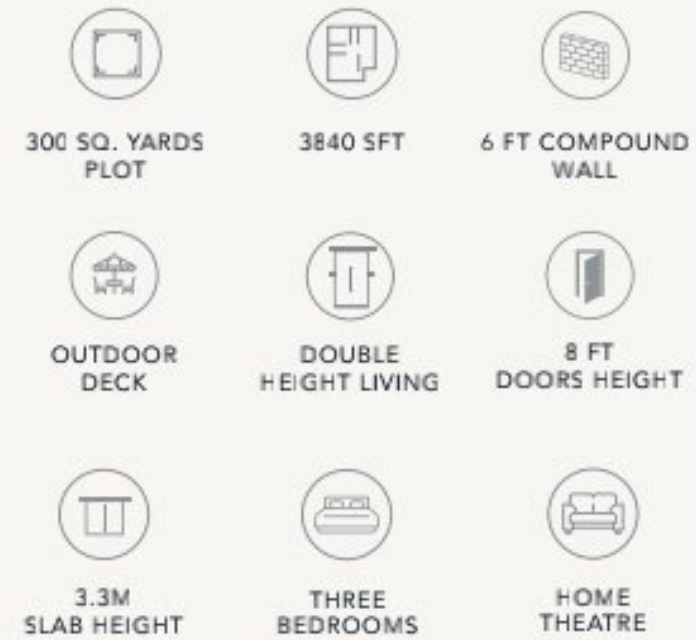 300 SQ. YARDS
PLOT
3840 SFT
6 FT COMPOUND
WALL
OUTDOOR
DECK
DOUBLE
HEIGHT LIVING
8 FT
DOORS HEIGHT
3.3M
SLAB HEIGHT
THREE
BEDROOMS
HOME
THEATRE